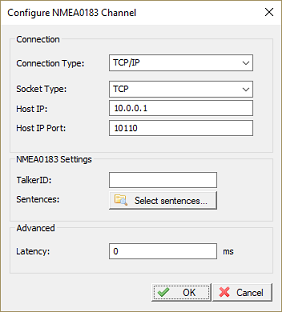 Configure NMEA0183 Channel
Connection
Connection Type: TCP/IP
Socket Type: TCP
Host IP: 10.0.0.1
Host IP Port: 10110
NMEA0183 Settings
TalkerID:
Sentences: Select sentences...
Advanced
Latency: 0 ms
OK Cancel